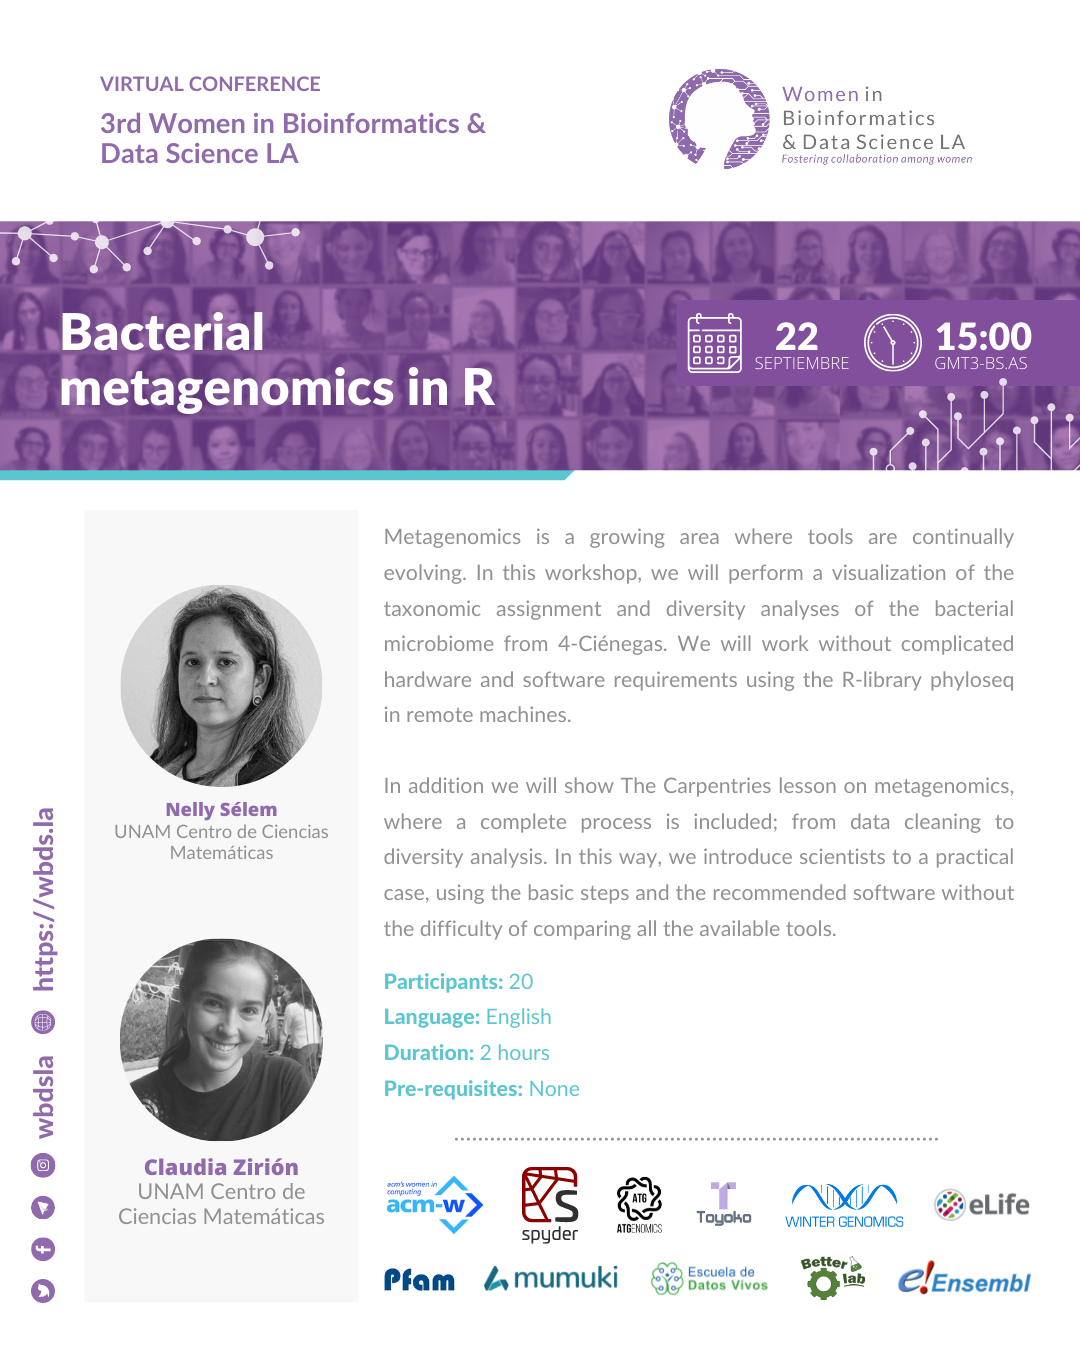 VIRTUAL CONFERENCE
3rd Women in Bioinformatics &
Data Science LA
Women in
Bioinformatics
& Data Science LA
Fostering collaboration among women
Bacterial
metagenomics in R
22
SEPTIEMBRE
15:00
GMT3-BS.AS
Metagenomics is a growing area where tools are continually
evolving. In this workshop, we will perform a visualization of the
taxonomic assignment and diversity analyses of the bacterial
microbiome from 4-Ciénegas. We will work without complicated
hardware and software requirements using the R-library phyloseq
in remote machines.
In addition we will show The Carpentries lesson on metagenomics,
where a complete process is included; from data cleaning to
diversity analysis. In this way, we introduce scientists to a practical
case, using the basic steps and the recommended software without
the difficulty of comparing all the available tools.
Participants: 20
Language: English
Duration: 2 hours
Pre-requisites: None
Nelly Sélem
UNAM Centro de Ciencias
Matemáticas
Claudia Zirión
UNAM Centro de
Ciencias Matemáticas
https://wbds.la
wbdsla
acm's women in
computing
acm-w
S
spyder
ATG
ATGENOMICS
Toyoko
WINTER GENOMICS
eLife
Pfam
mumuki
Escuela de
Datos Vivos
Better
lab
e!Ensembl